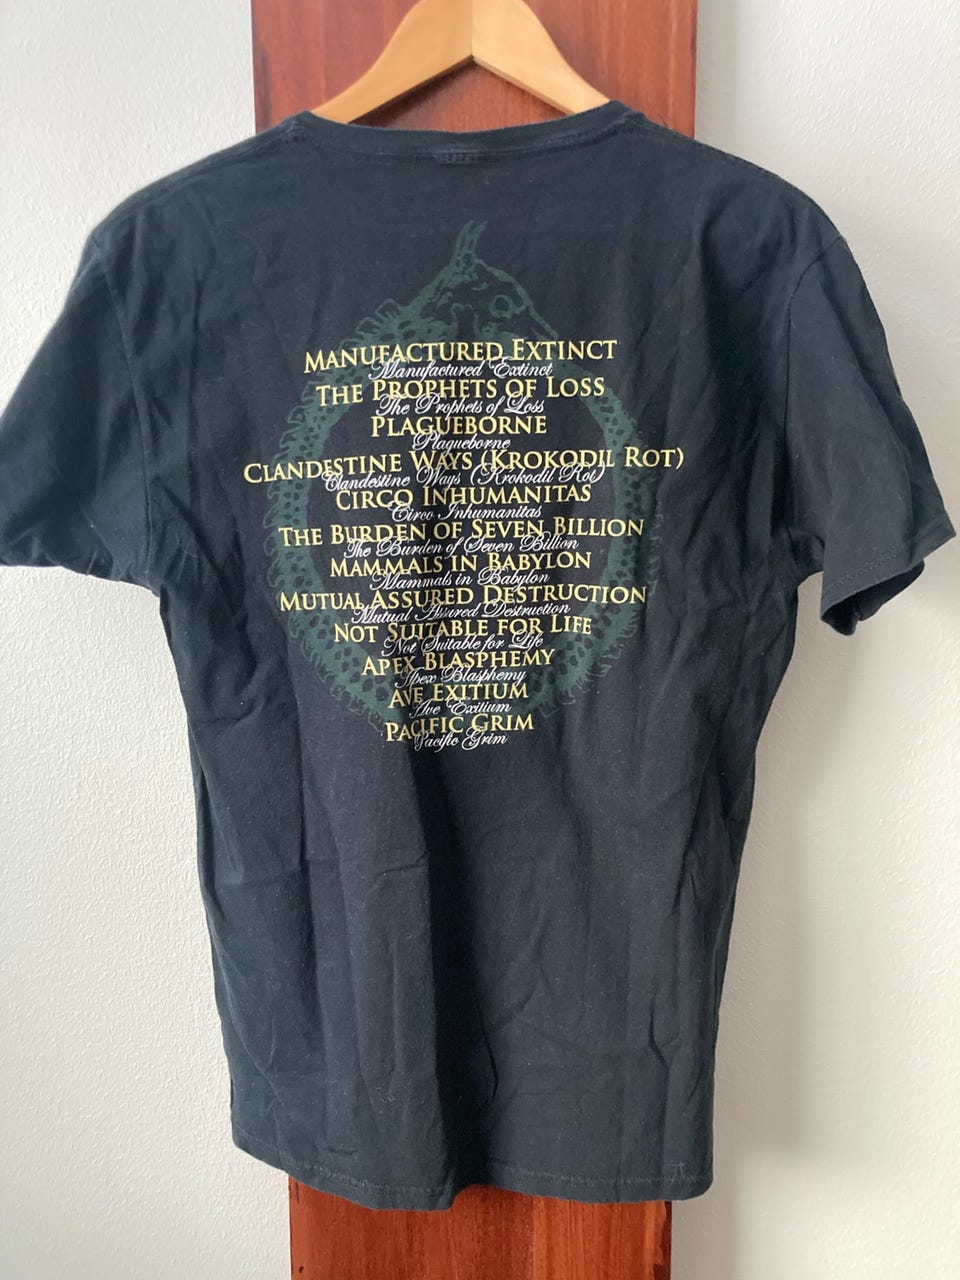 MANUFACTURED EXTINCT
Manufactured Extinct
THE PROPHETS OF LOSS
The Prophets of Loss
PLAGUEBORNE
Plagueborne
CLANDESTINE WAYS (KROKODIL ROT)
Clandestine Ways (Krokodil Rot)
CIRCO INHUMANITAS
Circo Inhumanitas
THE BURDEN OF SEVEN BILLION
The Burden of Seven Billion
MAMMALS IN BABYLON
Mammals in Babylon
MUTUAL ASSURED DESTRUCTION
Mutual Assured Destruction
NOT SUITABLE FOR LIFE
Not Suitable for Life
APEX BLASPHEMY
Apex Blasphemy
AVE EXITIUM
Ave Exitium
PACIFIC GRIM
Pacific Grim